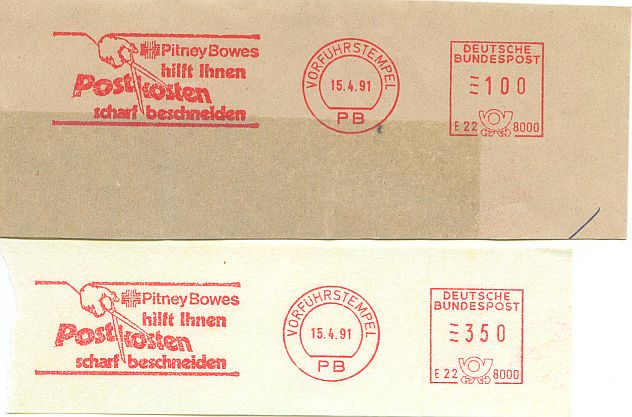 Pitney Bowes
hilft Ihnen
Postkosten
scharf beschneiden
VORFÜHRSTEMPEL
15.4.91
PB
DEUTSCHE
BUNDESPOST
100
E 22 8000
Pitney Bowes
hilft Ihnen
Postkosten
scharf beschneiden
VORFÜHRSTEMPEL
15.4.91
PB
DEUTSCHE
BUNDESPOST
350
E 22 8000